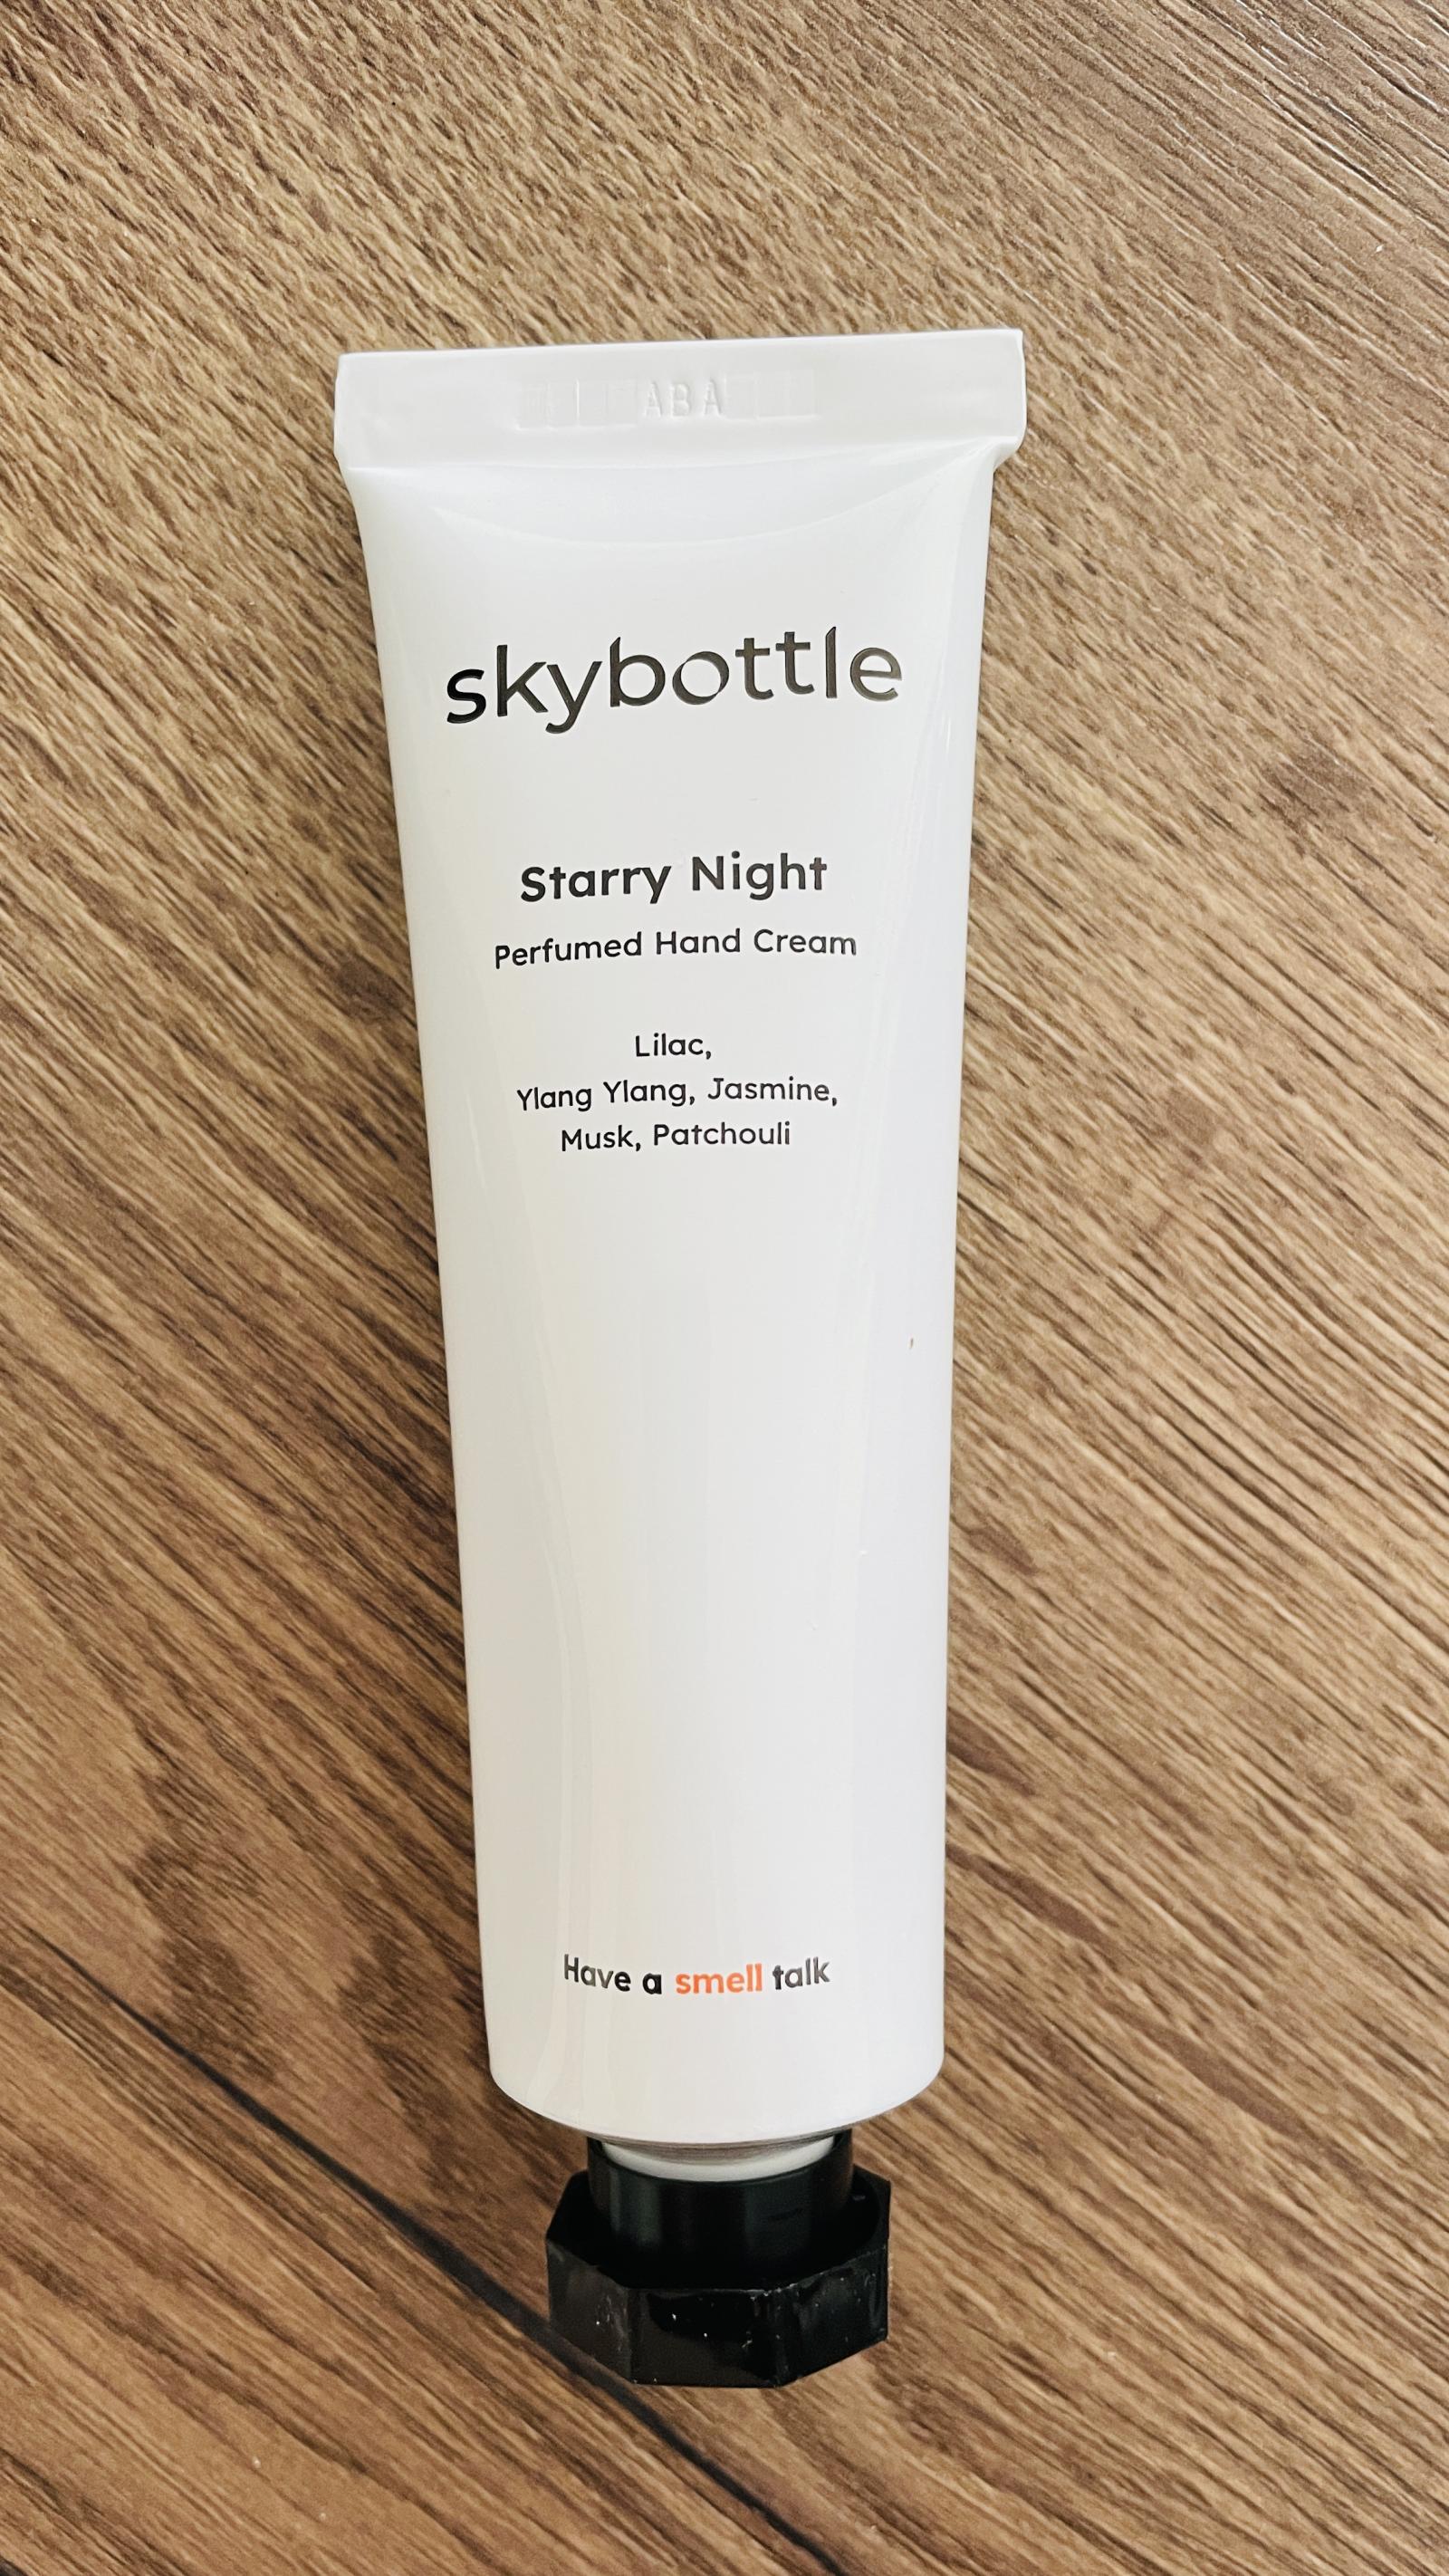 ABA
skybottle
Starry Night
Perfumed Hand Cream
Lilac,
Ylang Ylang, Jasmine,
Musk, Patchouli
Have a smell talk